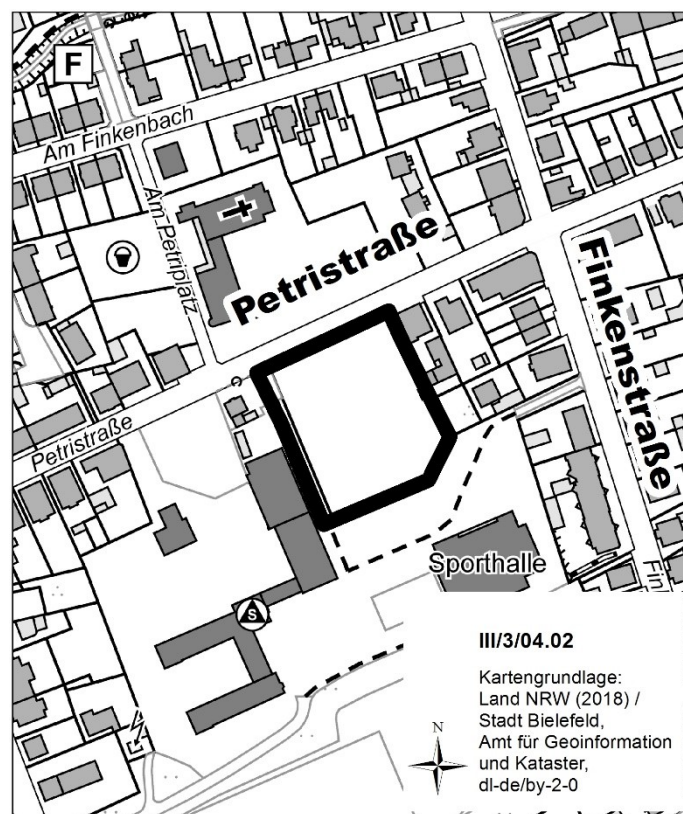 F
Am Finkenbach
Am Petriplatz
Petristraße
Finkenstraße
Petristraße
Sporthalle
S
Fin
III/3/04.02
Kartengrundlage:
Land NRW (2018) /
Stadt Bielefeld,
Amt für Geoinformation
und Kataster,
dl-de/by-2-0
N